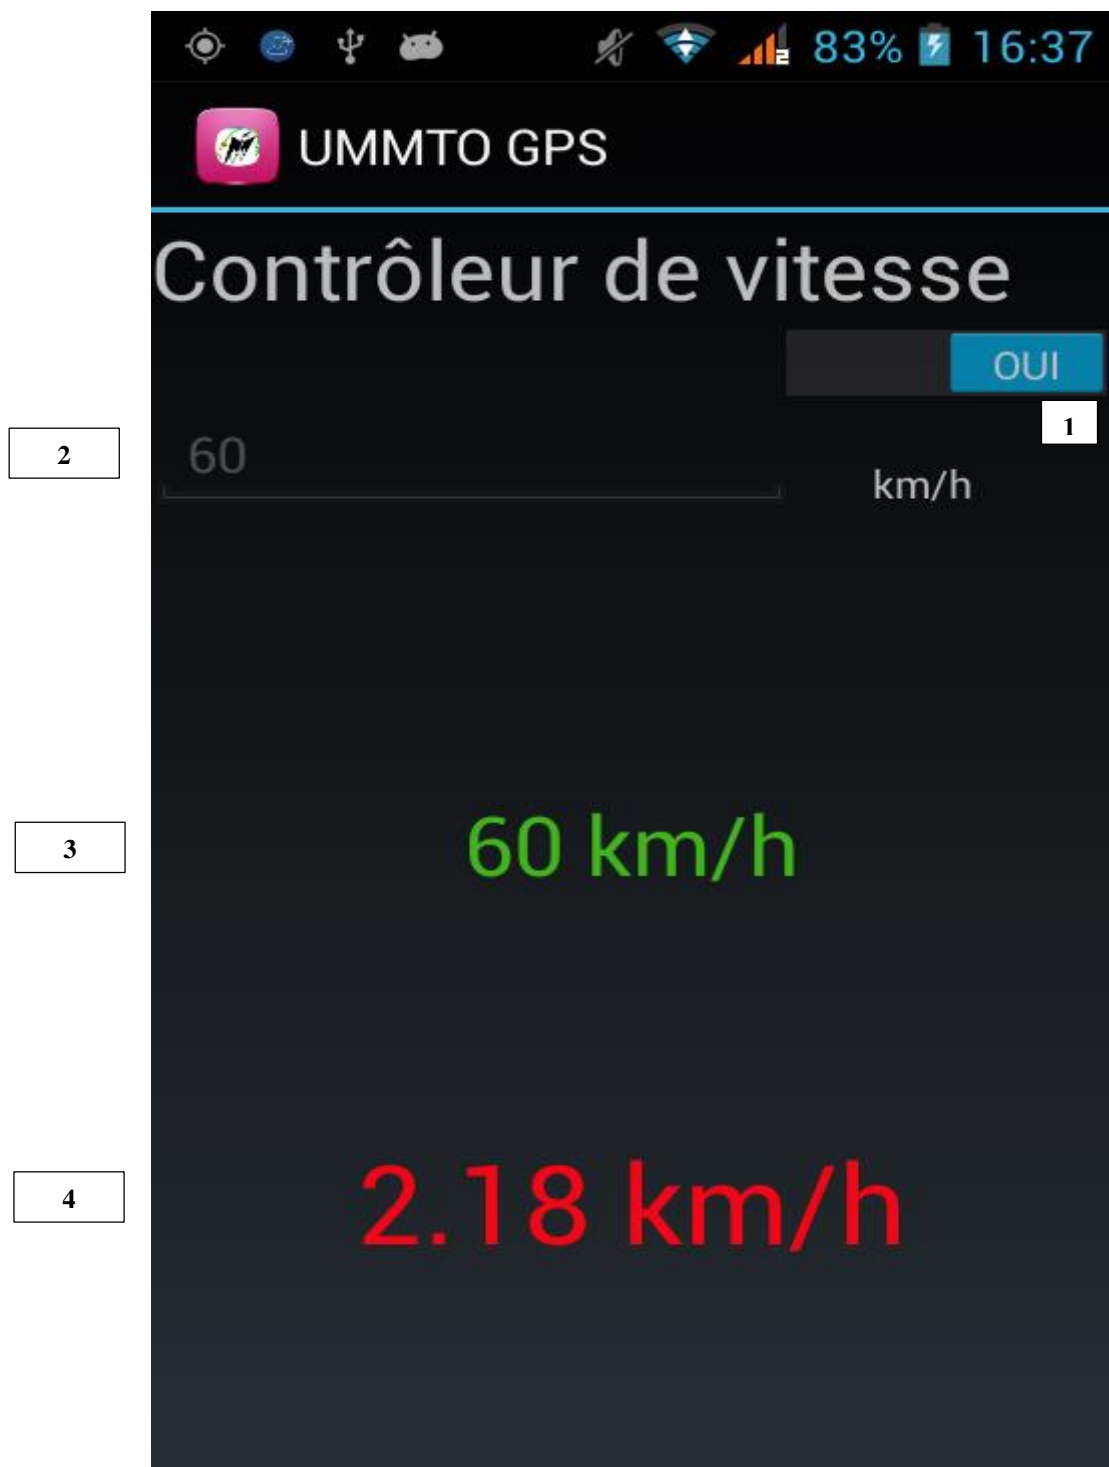 83% 16:37
UMMTO GPS
Contrôleur de vitesse
OUI
1
2
60
km/h
3
60 km/h
4
2.18 km/h